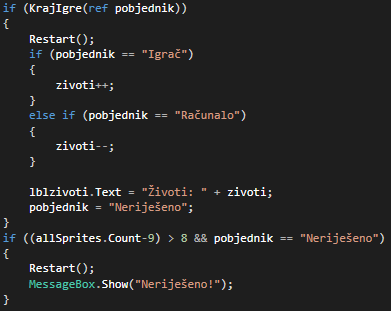 if (KrajIgre(ref pobjednik))
{
    Restart();
    if (pobjednik == "Igrač")
    {
        zivoti++;
    }
    else if (pobjednik == "Računalo")
    {
        zivoti--;
    }

    lblzivoti.Text = "Životi: " + zivoti;
    pobjednik = "Neriješeno";
}
if ((allSprites.Count-9) > 8 && pobjednik == "Neriješeno")
{
    Restart();
    MessageBox.Show("Neriješeno!");
}